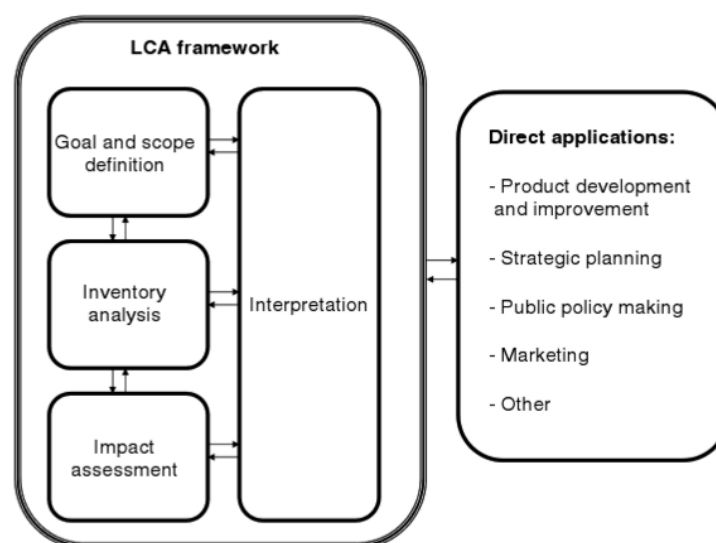 LCA framework
Goal and scope
definition
Inventory
analysis
Impact
assessment
Interpretation
Direct applications:
- Product development
and improvement
- Strategic planning
- Public policy making
- Marketing
- Other